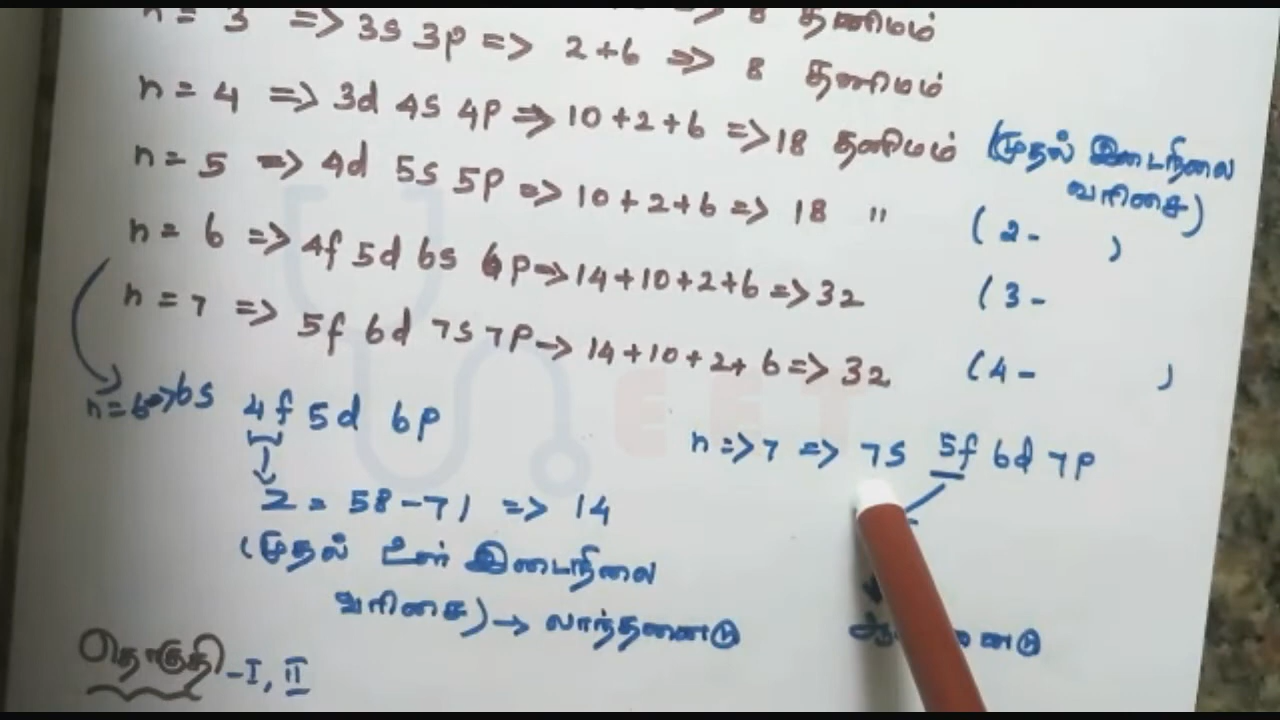 n = 3 => 3s 3p => 2+6 => 8 தனிமம்
n = 4 => 3d 4s 4p => 10+2+6 => 18 தனிமம் (முதல் இடைநிலை வரிசை)
n = 5 => 4d 5s 5p => 10+2+6 => 18 " (2- )
n = 6 => 4f 5d 6s 6p => 14+10+2+6 => 32 (3-
n = 7 => 5f 6d 7s 7p -> 14+10+2+6 => 32 (4- )
n=6 => 6s 4f 5d 6p
n => 7 => 7s 5f 6d 7p
Z = 58-71 => 14
(முதல் உள் இடைநிலை
வரிசை) -> லாந்தனைடு
தொகுதி - I, II